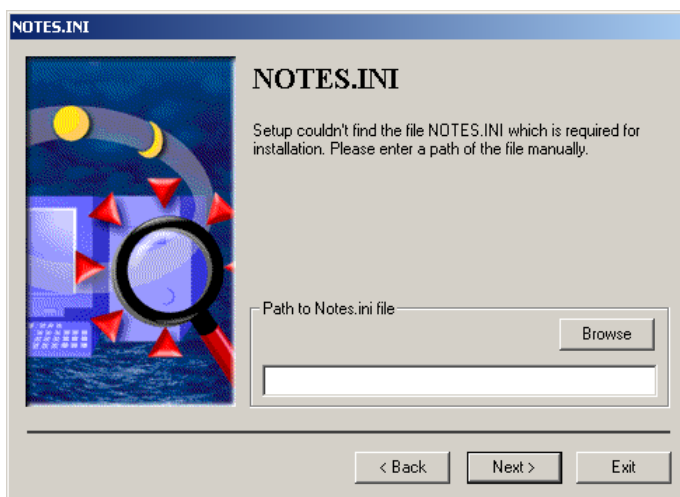 NOTES.INI
NOTES.INI
Setup couldn't find the file NOTES.INI which is required for
installation. Please enter a path of the file manually.
Path to Notes.ini file
Browse
< Back
Next >
Exit